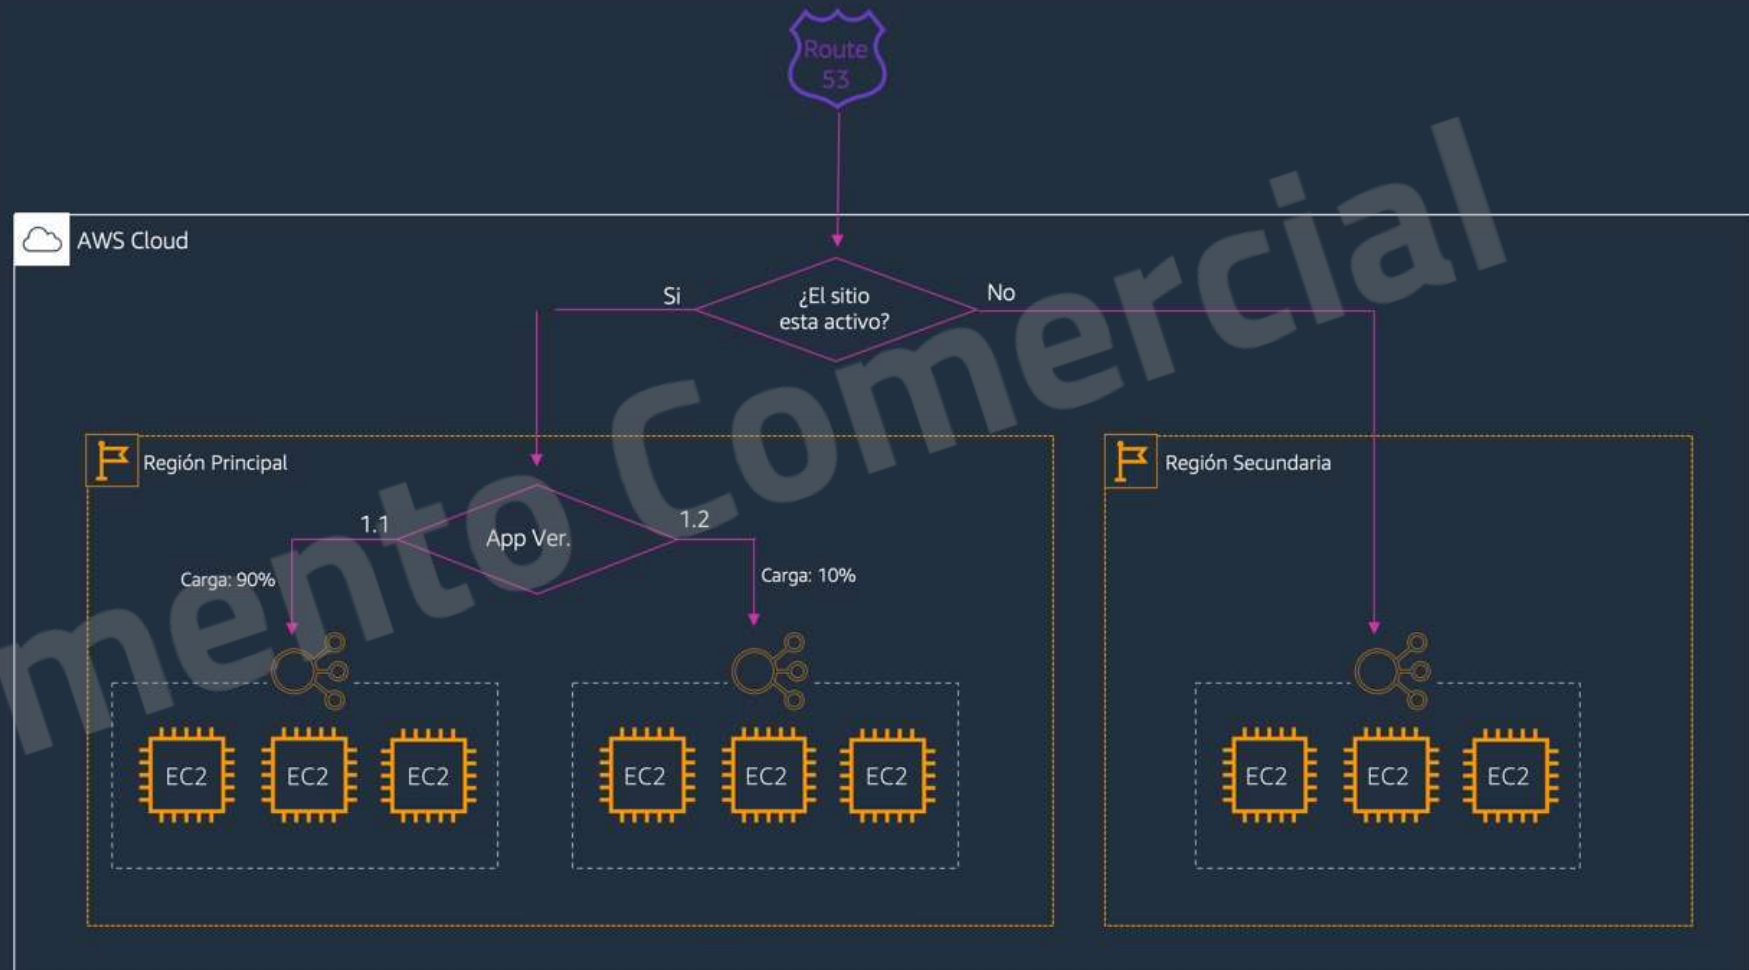 Route
53
AWS Cloud
Si
¿El sitio
esta activo?
No
Región Principal
Región Secundaria
1.1
App Ver.
1.2
Carga: 90%
Carga: 10%
EC2
EC2
EC2
EC2
EC2
EC2
EC2
EC2
EC2
mento Comercial